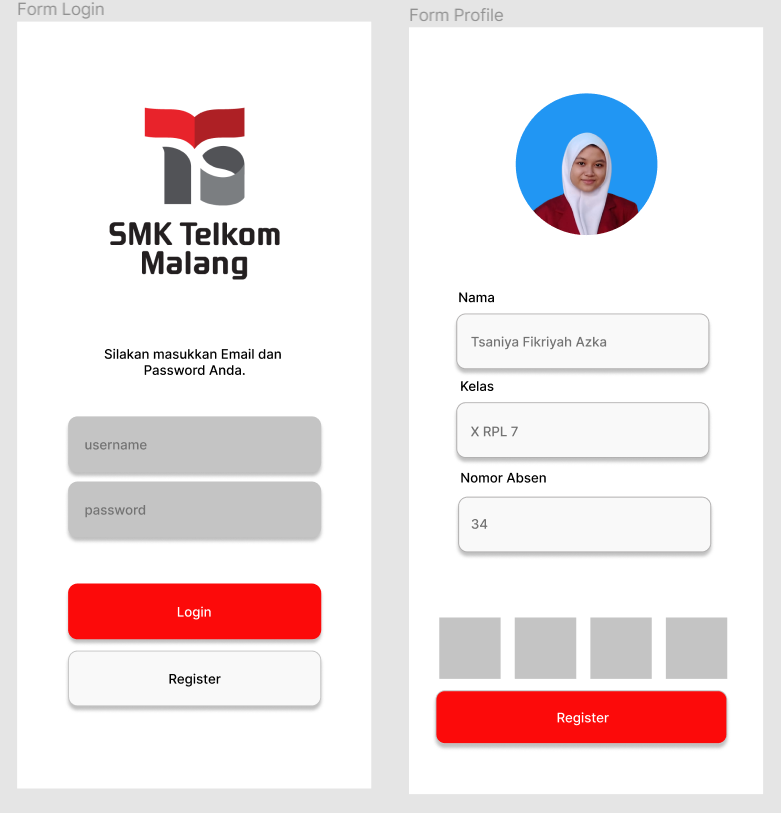 Form Login
SMK Telkom
Malang
Silakan masukkan Email dan
Password Anda.
username
password
Login
Register
Form Profile
Nama
Tsaniya Fikriyah Azka
Kelas
X RPL 7
Nomor Absen
34
Register